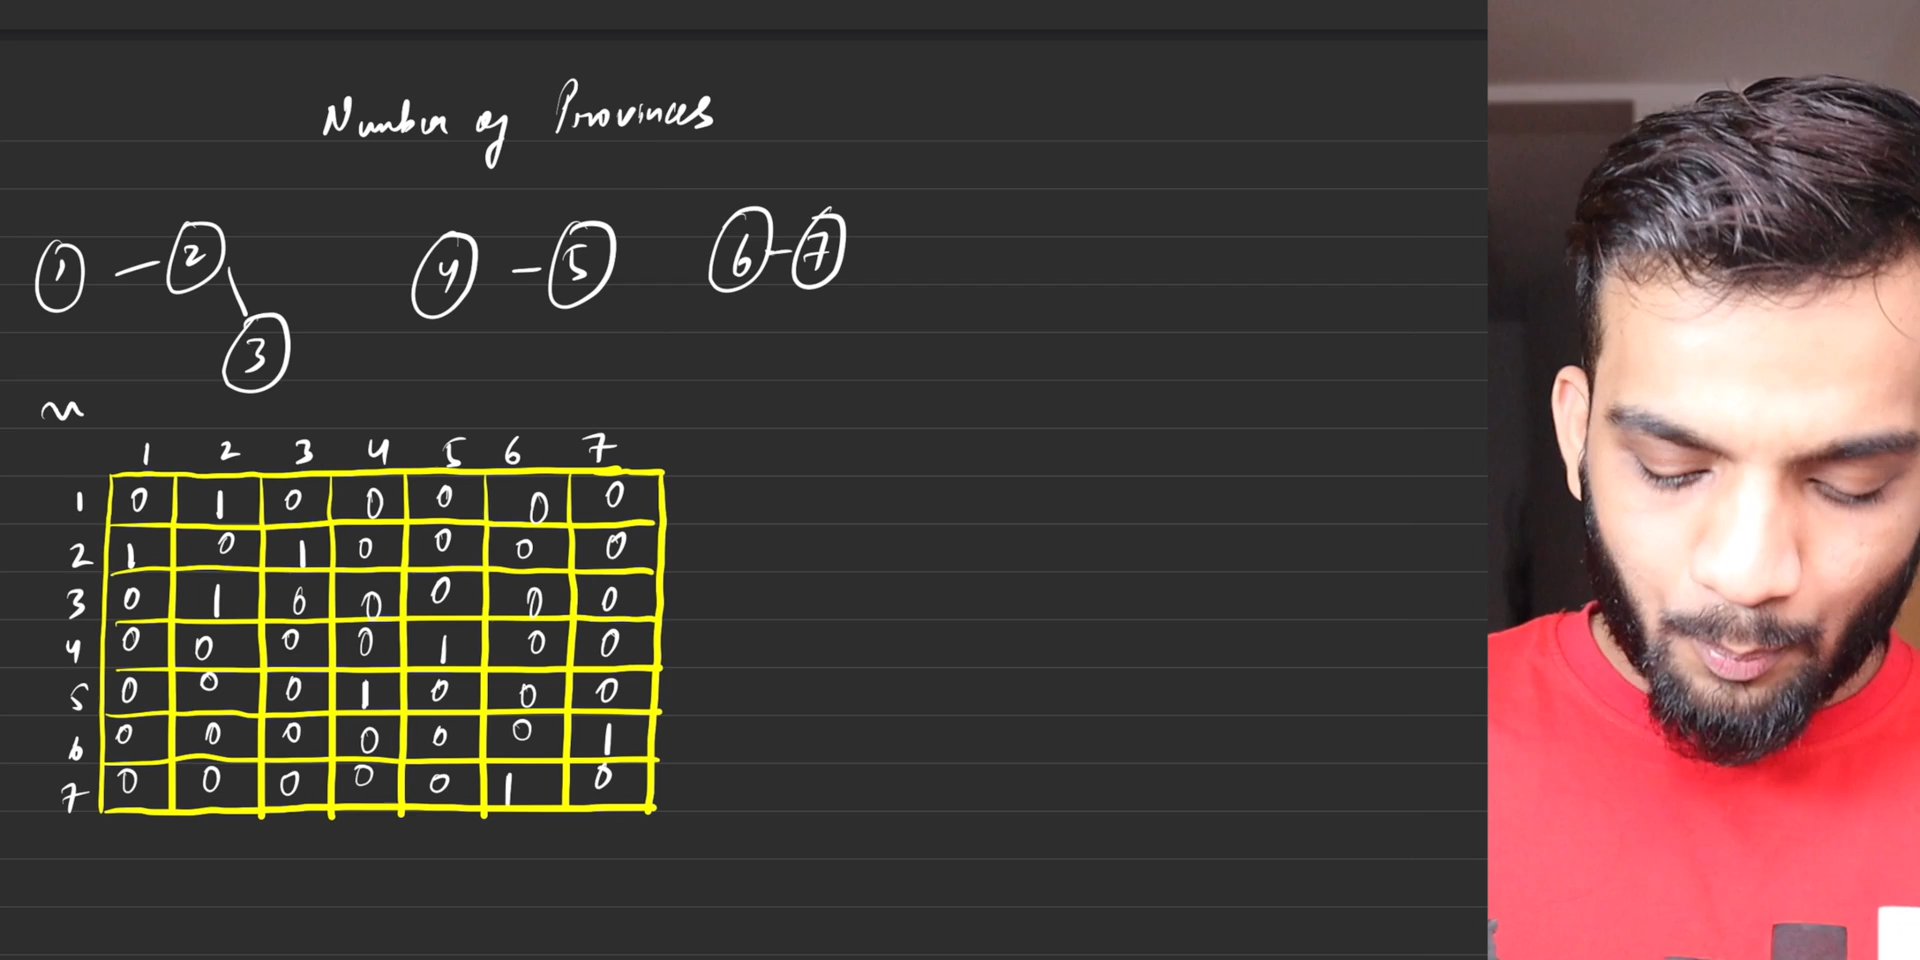 Number of Provinces
1 2 4 5 6 7
3
n
1 2 3 4 5 6 7
1 0 1 0 0 0 0 0
2 1 0 1 0 0 0 0
3 0 1 0 0 0 0 0
4 0 0 0 0 1 0 0
5 0 0 0 1 0 0 0
6 0 0 0 0 0 0 1
7 0 0 0 0 0 1 0